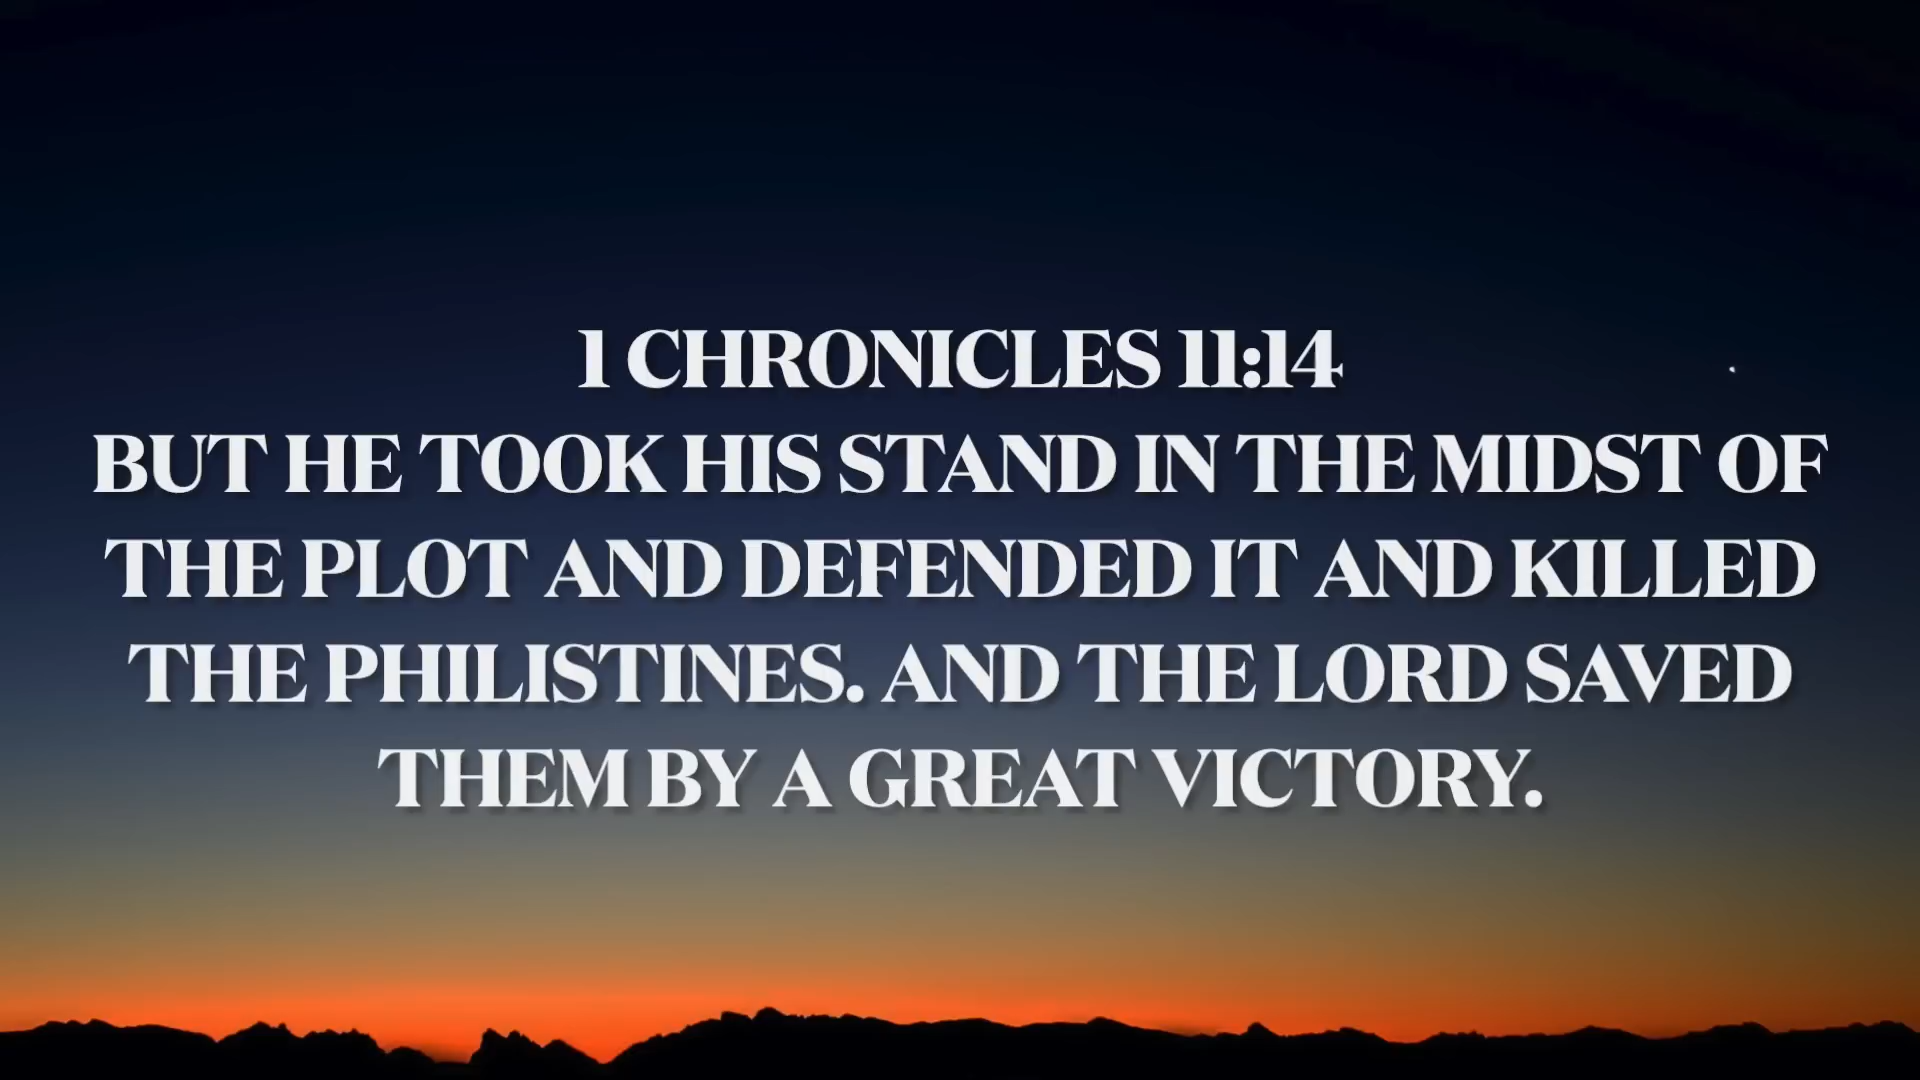 1 CHRONICLES 11:14
BUT HE TOOK HIS STAND IN THE MIDST OF
THE PLOT AND DEFENDED IT AND KILLED
THE PHILISTINES. AND THE LORD SAVED
THEM BY A GREAT VICTORY.